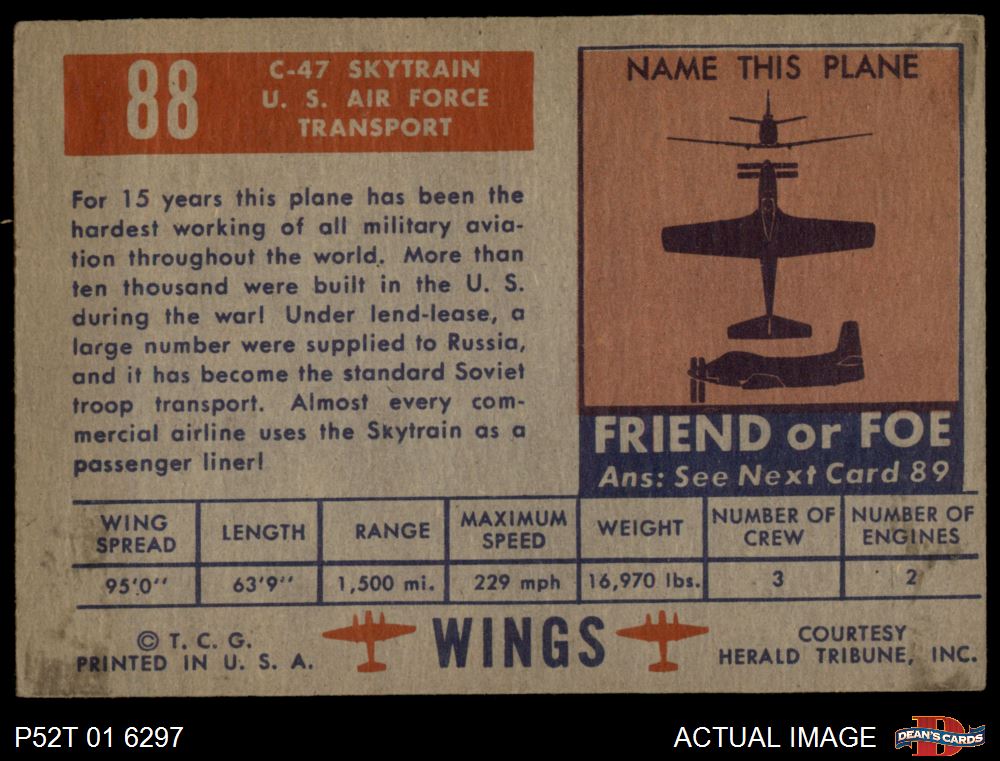 88
C-47 SKYTRAIN
U. S. AIR FORCE
TRANSPORT
For 15 years this plane has been the
hardest working of all military avia-
tion throughout the world. More than
ten thousand were built in the U. S.
during the war! Under lend-lease, a
large number were supplied to Russia,
and it has become the standard Soviet
troop transport. Almost every com-
mercial airline uses the Skytrain as a
passenger liner!
NAME THIS PLANE
FRIEND or FOE
Ans: See Next Card 89
WING SPREAD LENGTH RANGE MAXIMUM SPEED WEIGHT NUMBER OF CREW NUMBER OF ENGINES
95'0'' 63'9'' 1,500 mi. 229 mph 16,970 lbs. 3 2
© T. C. G.
PRINTED IN U. S. A.
WINGS
COURTESY
HERALD TRIBUNE, INC.
P52T 01 6297
ACTUAL IMAGE
D
DEAN'S CARDS